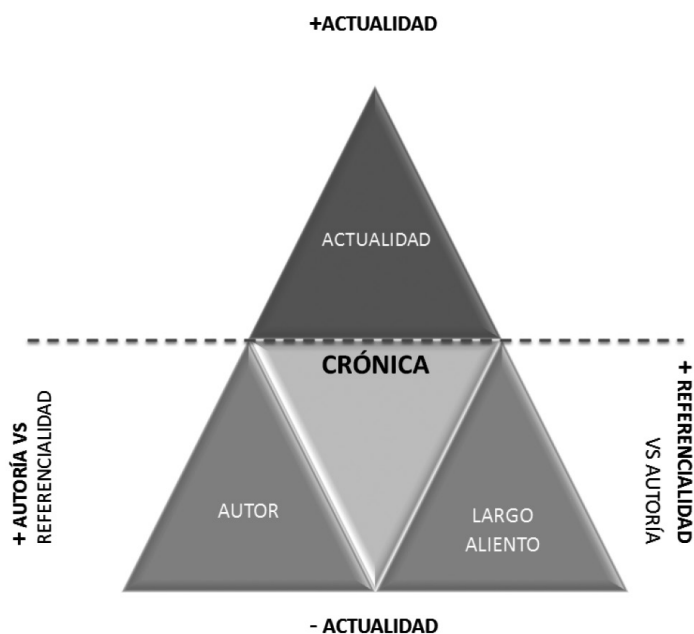 +ACTUALIDAD
ACTUALIDAD
CRÓNICA
+ AUTORÍA VS
REFERENCIALIDAD
+ REFERENCIALIDAD
VS AUTORÍA
AUTOR
LARGO
ALIENTO
- ACTUALIDAD